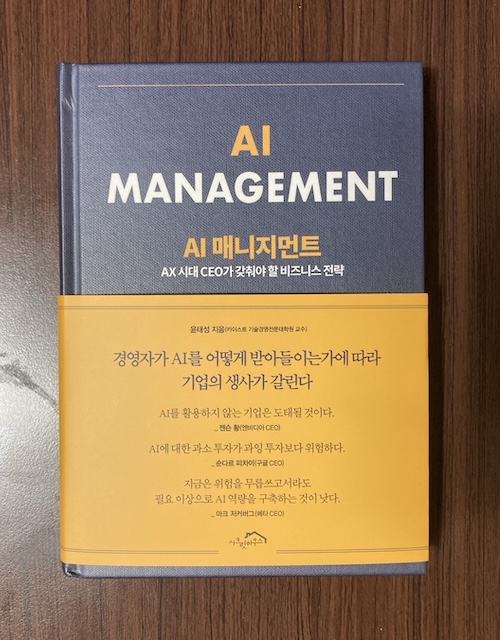 AI
MANAGEMENT
AI 매니지먼트
AX 시대 CEO가 갖춰야 할 비즈니스 전략
윤태성 지음(카이스트 기술경영전문대학원 교수)
경영자가 AI를 어떻게 받아들이는가에 따라
기업의 생사가 갈린다
AI를 활용하지 않는 기업은 도태될 것이다.
_ 젠슨 황(엔비디아 CEO)
AI에 대한 과소 투자가 과잉 투자보다 위험하다.
_ 순다르 피차이(구글 CEO)
지금은 위험을 무릅쓰고서라도
필요 이상으로 AI 역량을 구축하는 것이 낫다.
_ 마크 저커버그(메타 CEO)
시크릿하우스